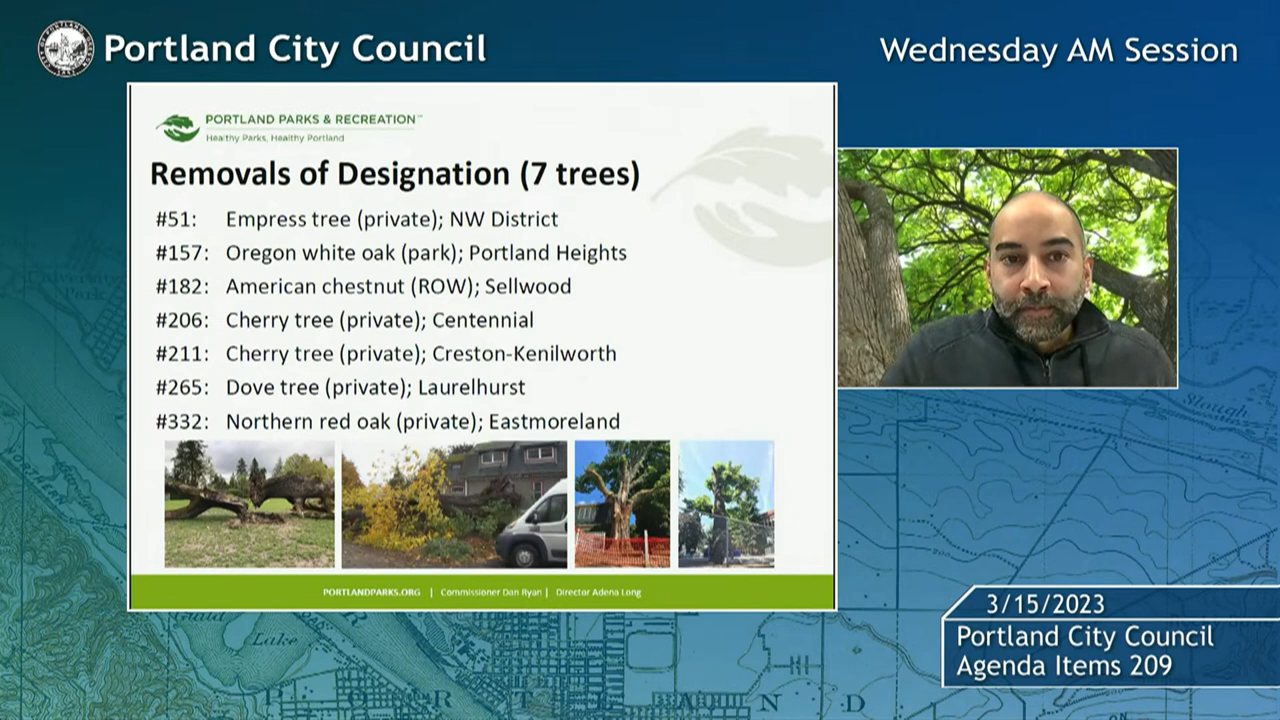 Portland City Council
Wednesday AM Session
PORTLAND PARKS & RECREATION
Healthy Parks, Healthy Portland
Removals of Designation (7 trees)
#51: Empress tree (private); NW District
#157: Oregon white oak (park); Portland Heights
#182: American chestnut (ROW); Sellwood
#206: Cherry tree (private); Centennial
#211: Cherry tree (private); Creston-Kenilworth
#265: Dove tree (private); Laurelhurst
#332: Northern red oak (private); Eastmoreland
PORTLANDPARKS.ORG | Commissioner Dan Ryan | Director Adena Long
3/15/2023
Portland City Council
Agenda Items 209
Slough
Guild
Lake
R T A N D